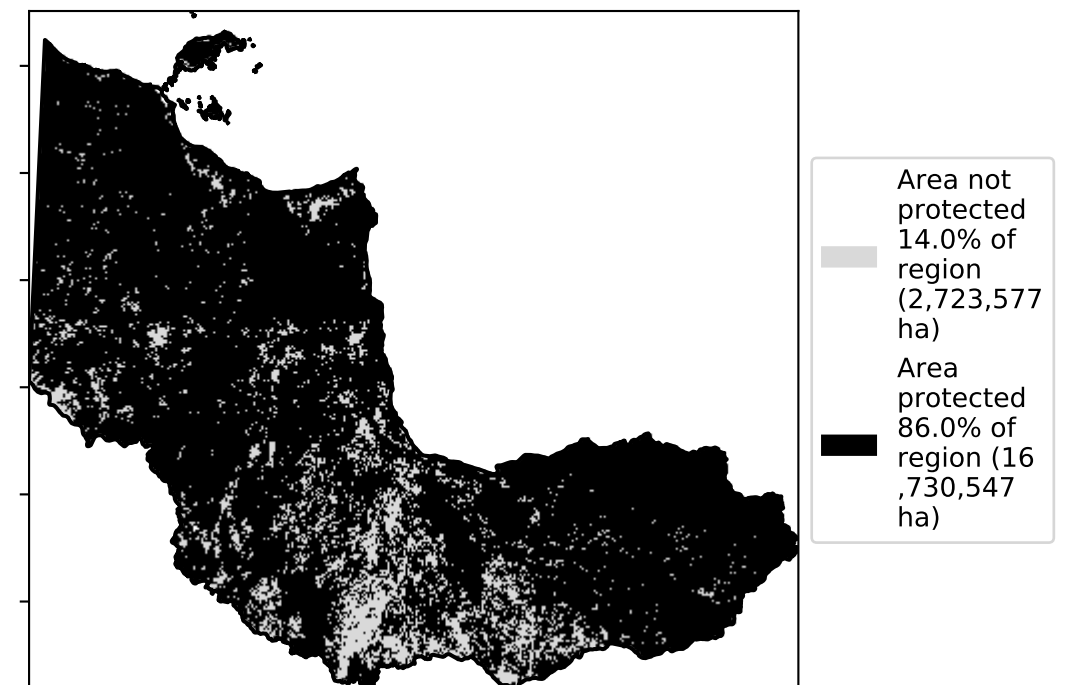 Area not
protected
14.0% of
region
(2,723,577
ha)
Area
protected
86.0% of
region (16
,730,547
ha)